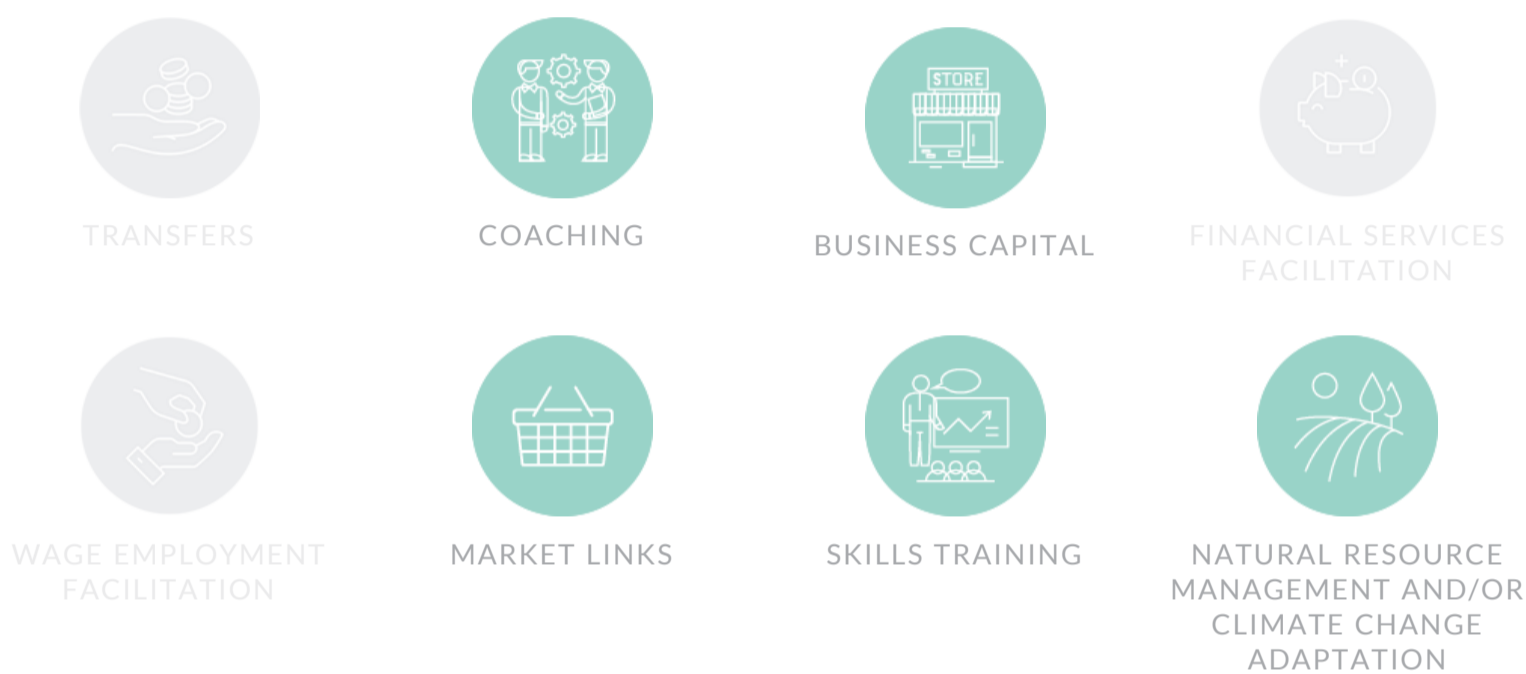 STORE
TRANSFERS
COACHING
BUSINESS CAPITAL
FINANCIAL SERVICES
FACILITATION
WAGE EMPLOYMENT
FACILITATION
MARKET LINKS
SKILLS TRAINING
NATURAL RESOURCE
MANAGEMENT AND/OR
CLIMATE CHANGE
ADAPTATION